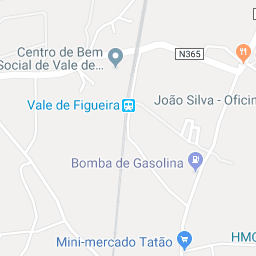 Centro de Bem
Social de Vale de...
N365
Vale de Figueira
João Silva - Oficin
Bomba de Gasolina
HMC
Mini-mercado Tatão